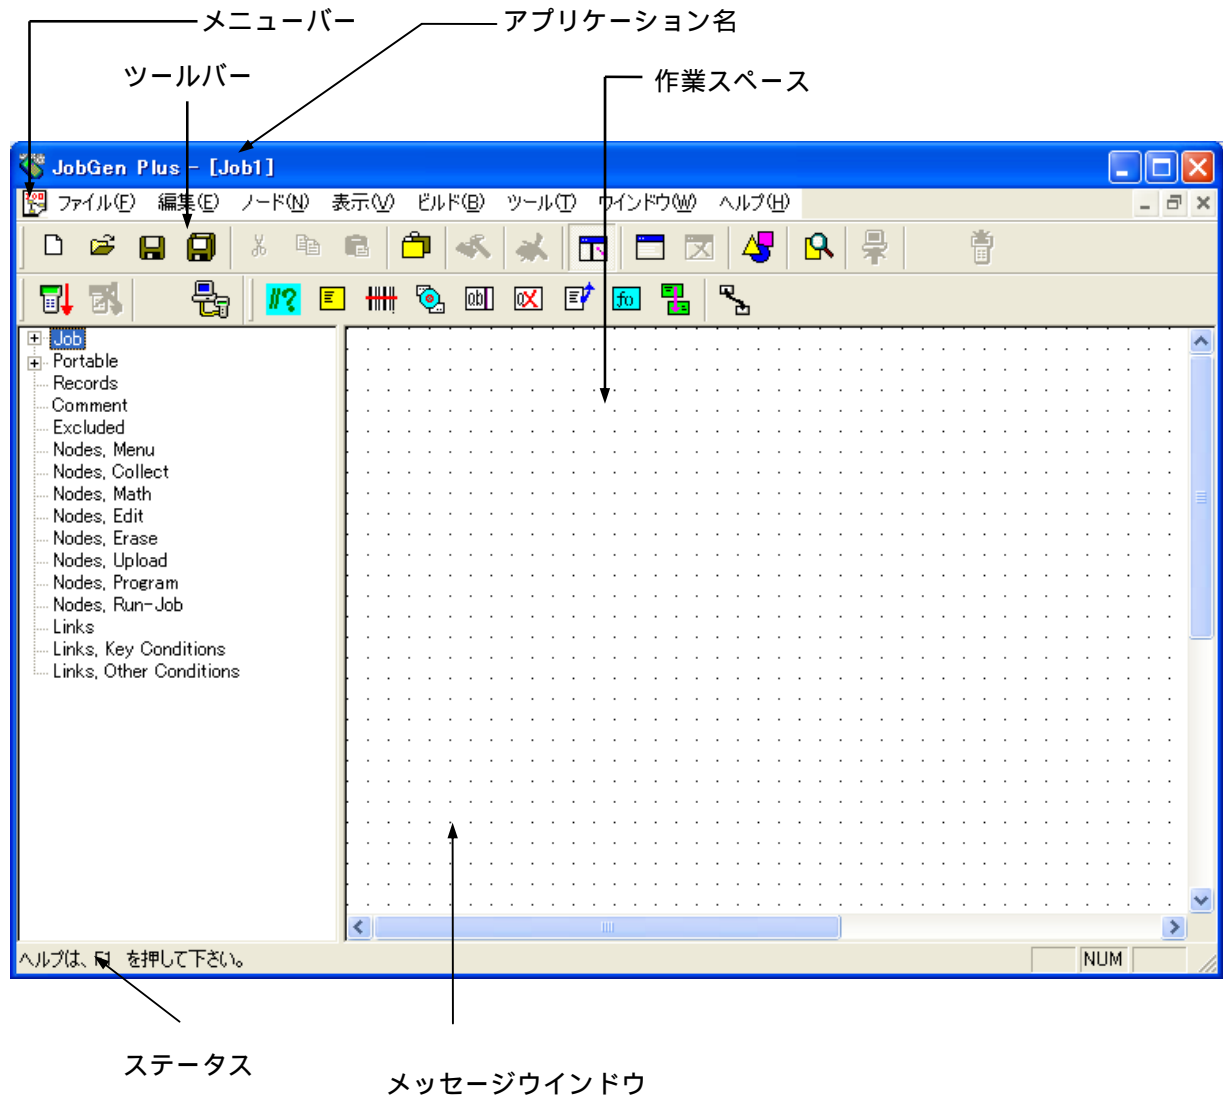 メニューバー
アプリケーション名
ツールバー
作業スペース
JobGen Plus - [Job1]
ファイル(F) 編集(E) ノード(N) 表示(V) ビルド(B) ツール(T) ウインドウ(W) ヘルプ(H)
Job
Portable
Records
Comment
Excluded
Nodes, Menu
Nodes, Collect
Nodes, Math
Nodes, Edit
Nodes, Erase
Nodes, Upload
Nodes, Program
Nodes, Run-Job
Links
Links, Key Conditions
Links, Other Conditions
ヘルプは、F1 を押して下さい。
NUM
ステータス
メッセージウインドウ